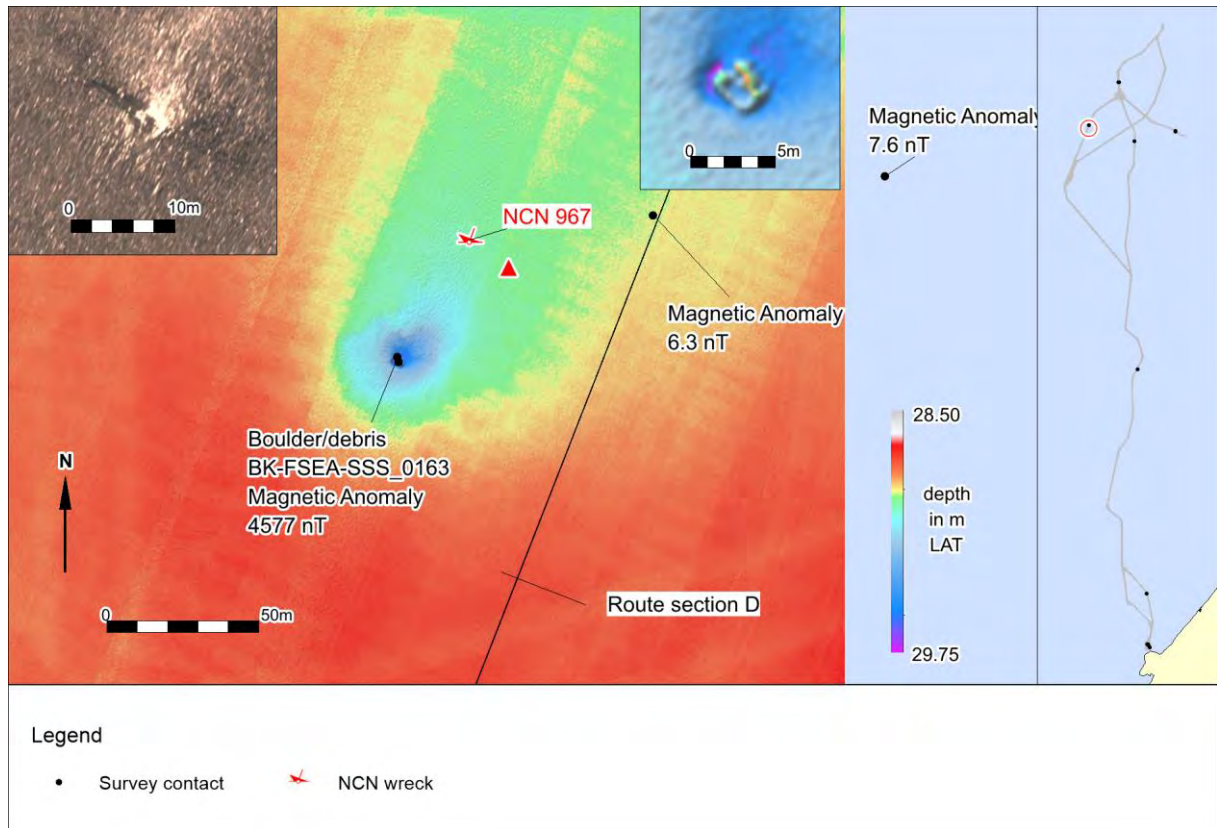 0
10m
0
5m
NCN 967
Magnetic Anomaly
6.3 nT
Magnetic Anomaly
7.6 nT
Boulder/debris
BK-FSEA-SSS_0163
Magnetic Anomaly
4577 nT
N
0
50m
Route section D
28.50
depth
in m
LAT
29.75
Legend
Survey contact
NCN wreck